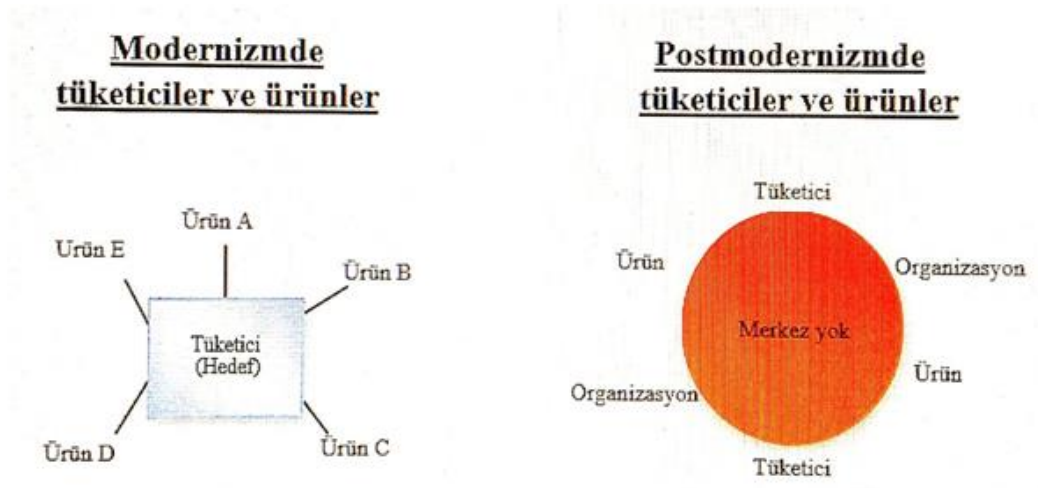 Modernizmde
tüketiciler ve ürünler
Ürün A
Urün E
Ürün B
Tüketici
(Hedef)
Ürün D
Ürün C
Postmodernizmde
tüketiciler ve ürünler
Tüketici
Ürün
Organizasyon
Merkez yok
Ürün
Organizasyon
Tüketici